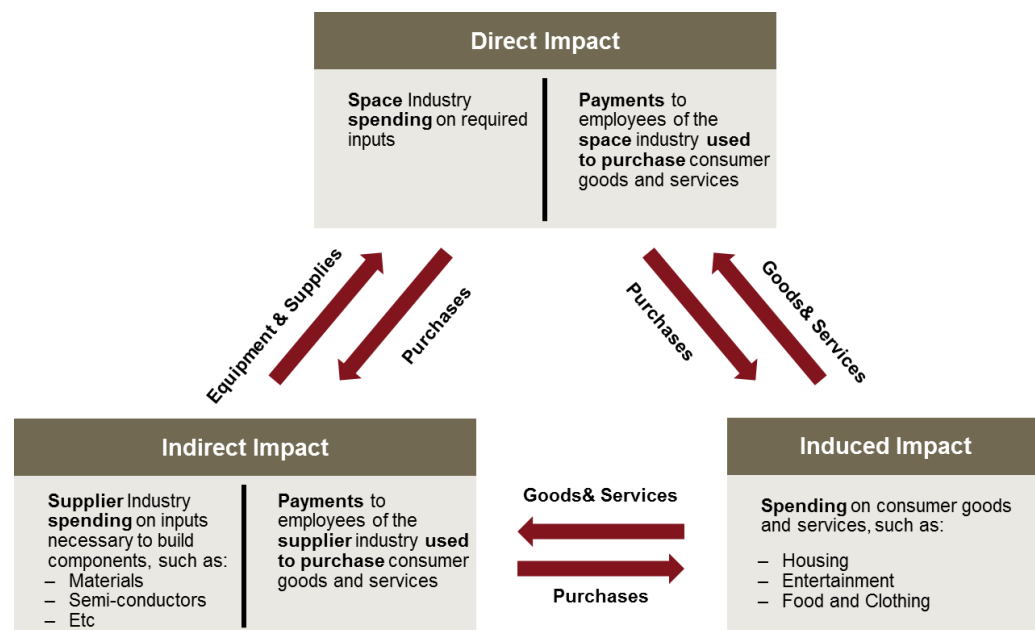 Direct Impact
Space Industry
spending on required
inputs
Payments to
employees of the
space industry used
to purchase consumer
goods and services
Equipment & Supplies
Purchases
Purchases
Goods& Services
Indirect Impact
Supplier Industry
spending on inputs
necessary to build
components, such as:
– Materials
– Semi-conductors
– Etc
Payments to
employees of the
supplier industry used
to purchase consumer
goods and services
Goods& Services
Purchases
Induced Impact
Spending on consumer goods
and services, such as:
– Housing
– Entertainment
– Food and Clothing